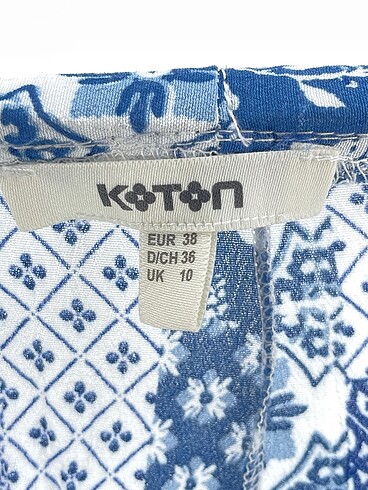 KOTON
EUR 38
D/CH 36
UK 10